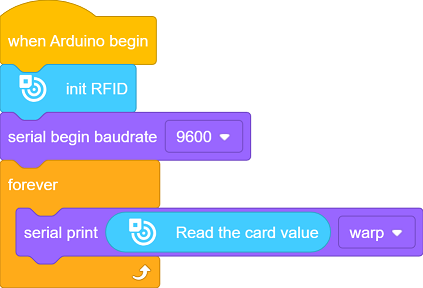 when Arduino begin
init RFID
serial begin baudrate 9600
forever
serial print Read the card value warp